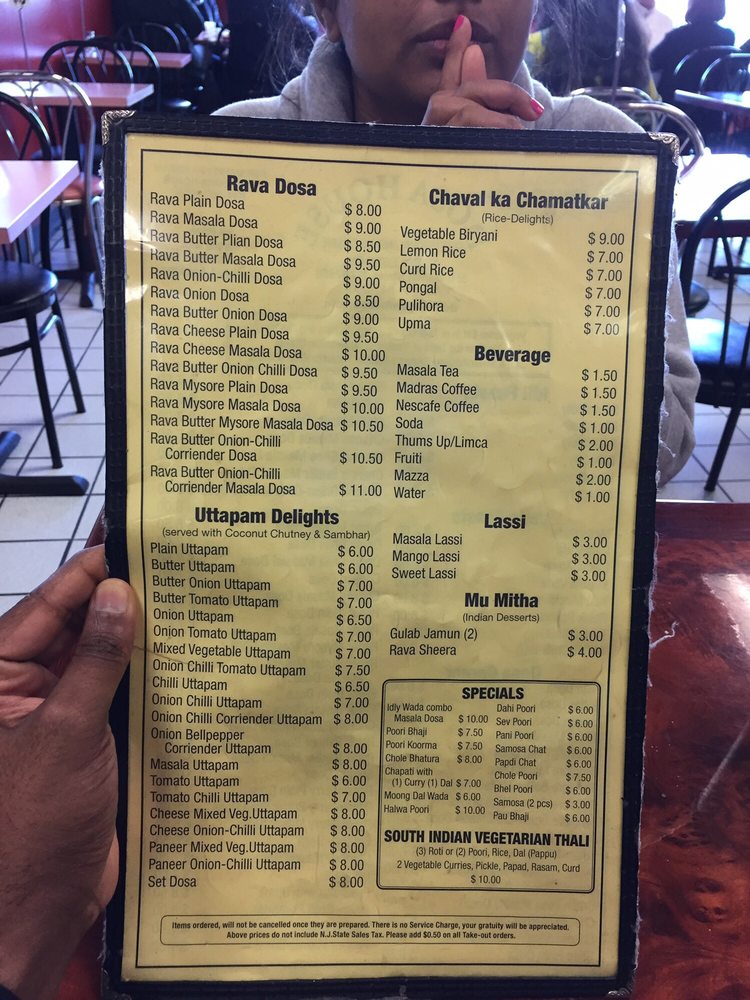 Rava Dosa
Rava Plain Dosa $ 8.00
Rava Masala Dosa $ 9.00
Rava Butter Plian Dosa $ 8.50
Rava Butter Masala Dosa $ 9.50
Rava Onion-Chilli Dosa $ 9.00
Rava Onion Dosa $ 8.50
Rava Butter Onion Dosa $ 9.00
Rava Cheese Plain Dosa $ 9.50
Rava Cheese Masala Dosa $ 10.00
Rava Butter Onion Chilli Dosa $ 9.50
Rava Mysore Plain Dosa $ 9.50
Rava Mysore Masala Dosa $ 10.00
Rava Butter Mysore Masala Dosa $ 10.50
Rava Butter Onion-Chilli
Corriender Dosa $ 10.50
Rava Butter Onion-Chilli
Corriender Masala Dosa $ 11.00
Uttapam Delights
(served with Coconut Chutney & Sambhar)
Plain Uttapam $ 6.00
Butter Uttapam $ 6.00
Butter Onion Uttapam $ 7.00
Butter Tomato Uttapam $ 7.00
Onion Uttapam $ 6.50
Onion Tomato Uttapam $ 7.00
Mixed Vegetable Uttapam $ 7.00
Onion Chilli Tomato Uttapam $ 7.50
Chilli Uttapam $ 6.50
Onion Chilli Uttapam $ 7.00
Onion Chilli Corriender Uttapam $ 8.00
Onion Bellpepper
Corriender Uttapam $ 8.00
Masala Uttapam $ 8.00
Tomato Uttapam $ 6.00
Tomato Chilli Uttapam $ 7.00
Cheese Mixed Veg.Uttapam $ 8.00
Cheese Onion-Chilli Uttapam $ 8.00
Paneer Mixed Veg.Uttapam $ 8.00
Paneer Onion-Chilli Uttapam $ 8.00
Set Dosa $ 8.00
Chaval ka Chamatkar
(Rice-Delights)
Vegetable Biryani $ 9.00
Lemon Rice $ 7.00
Curd Rice $ 7.00
Pongal $ 7.00
Pulihora $ 7.00
Upma $ 7.00
Beverage
Masala Tea $ 1.50
Madras Coffee $ 1.50
Nescafe Coffee $ 1.50
Soda $ 1.00
Thums Up/Limca $ 2.00
Fruiti $ 1.00
Mazza $ 2.00
Water $ 1.00
Lassi
Masala Lassi $ 3.00
Mango Lassi $ 3.00
Sweet Lassi $ 3.00
Mu Mitha
(Indian Desserts)
Gulab Jamun (2) $ 3.00
Rava Sheera $ 4.00
SPECIALS
Idly Wada combo
Masala Dosa $ 10.00
Poori Bhaji $ 7.50
Poori Koorma $ 7.50
Chole Bhatura $ 8.00
Chapati with
(1) Curry (1) Dal $ 7.00
Moong Dal Wada $ 6.00
Halwa Poori $ 10.00
Dahi Poori $ 6.00
Sev Poori $ 6.00
Pani Poori $ 6.00
Samosa Chat $ 6.00
Papdi Chat $ 6.00
Chole Poori $ 7.50
Bhel Poori $ 6.00
Samosa (2 pcs) $ 3.00
Pau Bhaji $ 6.00
SOUTH INDIAN VEGETARIAN THALI
(3) Roti or (2) Poori, Rice, Dal (Pappu)
2 Vegetable Curries, Pickle, Papad, Rasam, Curd
$ 10.00
Items ordered, will not be cancelled once they are prepared. There is no Service Charge, your gratuity will be appreciated.
Above prices do not include N.J.State Sales Tax. Please add $0.50 on all Take-out orders.